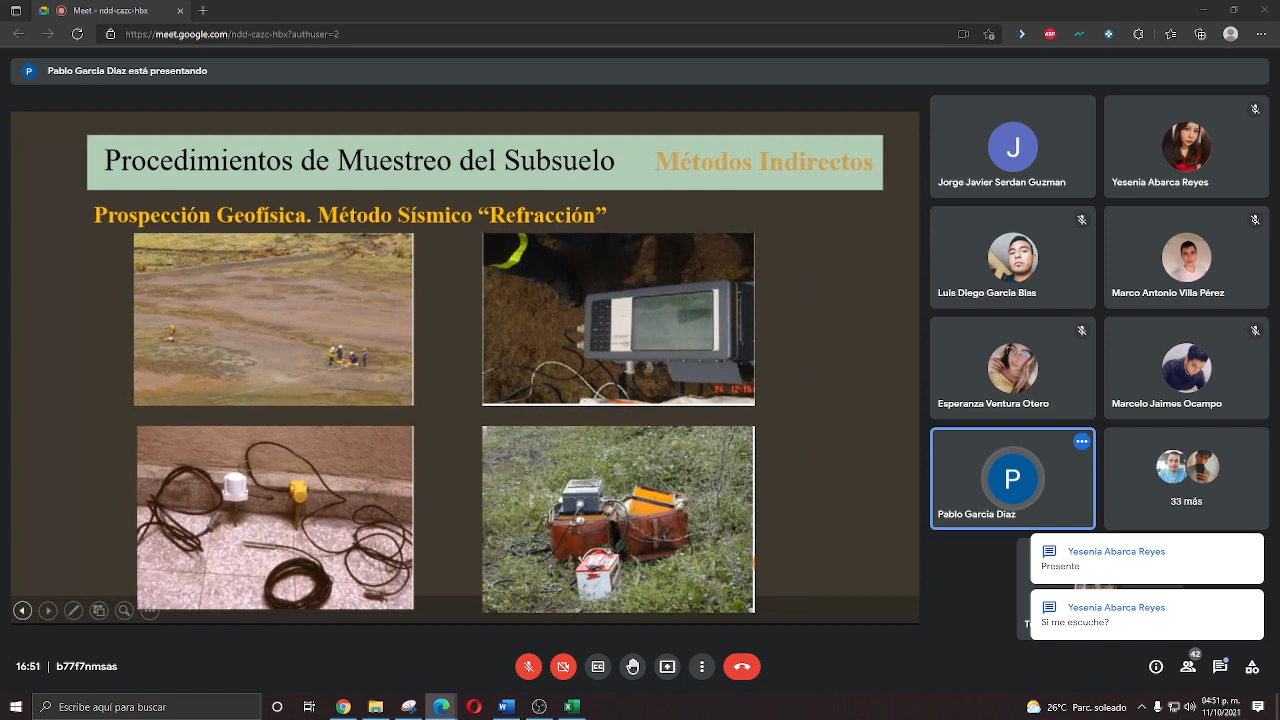 Meet - ndd-cazc-hbx
https://meet.google.com/ndd-cazc-hbx?authuser=2
P
Pablo Garcia Diaz está presentando
Procedimientos de Muestreo del Subsuelo Métodos Indirectos
Prospección Geofísica. Método Sísmico “Refracción”
24 12:15
J
Jorge Javier Serdan Guzman
Yesenia Abarca Reyes
Luis Diego Garcia Blas
Marco Antonio Villa Pérez
Esperanza Ventura Otero
Marcelo Jaimes Ocampo
P
Pablo Garcia Diaz
33 más
Yesenia Abarca Reyes
Presente
Yesenia Abarca Reyes
Si me escuche?
16:51 | b77f7nmsas
42
Escribe aquí para buscar
26°C
04:51 p. m.
11/10/2021